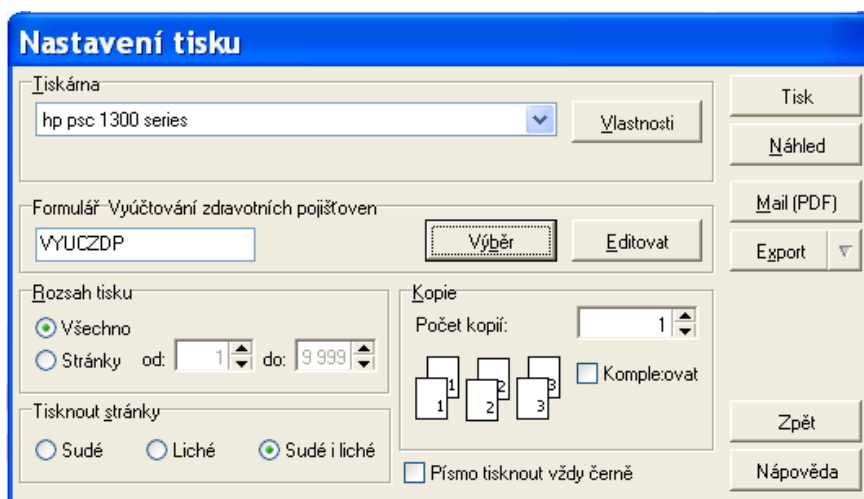 Nastavení tisku
Tiskárna
hp psc 1300 series
Vlastnosti
Formulář Vyúčtování zdravotních pojišťoven
VYUCZDP
Výběr
Editovat
Rozsah tisku
Všechno
Stránky od: 1 do: 9 999
Tisknout stránky
Sudé Liché Sudé i liché
Kopie
Počet kopií: 1
1 2 3
1 2 3
Komple:ovat
Písmo tisknout vždy černě
Tisk
Náhled
Mail (PDF)
Export
Zpět
Nápověda